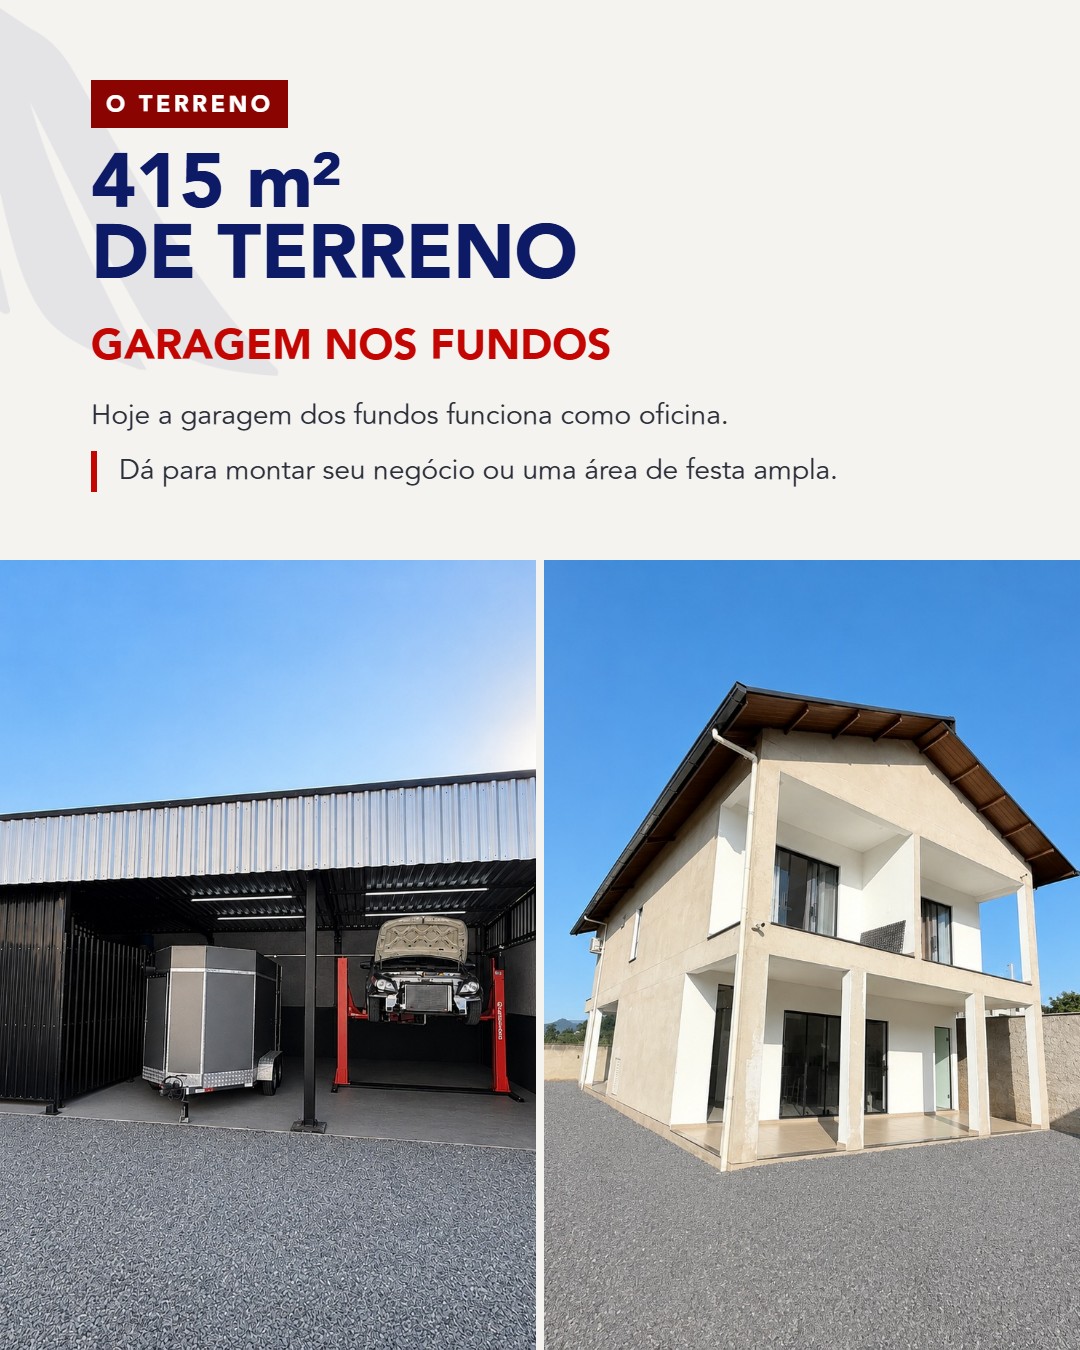 O TERRENO
415 m²
DE TERRENO
GARAGEM NOS FUNDOS
Hoje a garagem dos fundos funciona como oficina.
Dá para montar seu negócio ou uma área de festa ampla.